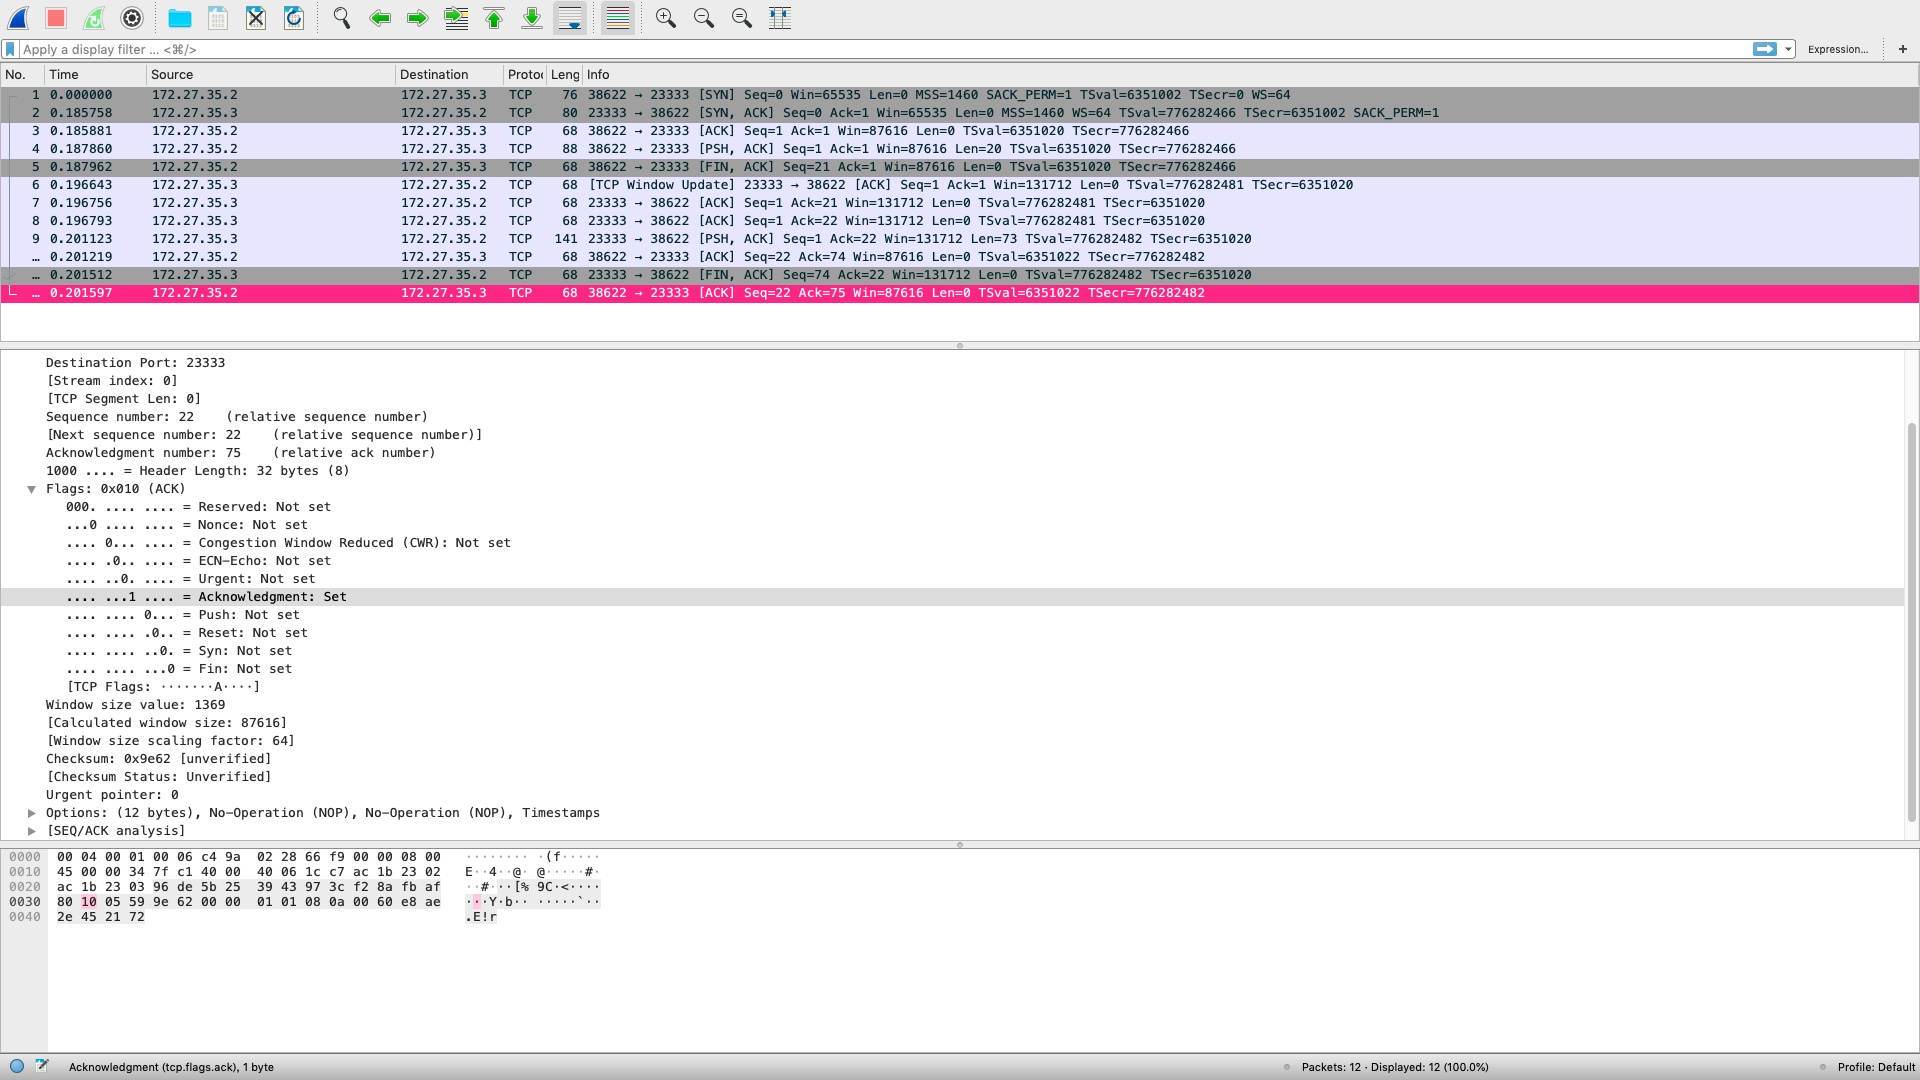 Apply a display filter ... <⌘/>
Expression...
+
No. Time Source Destination Protoc Leng Info
1 0.000000 172.27.35.2 172.27.35.3 TCP 76 38622 → 23333 [SYN] Seq=0 Win=65535 Len=0 MSS=1460 SACK_PERM=1 TSval=6351002 TSecr=0 WS=64
2 0.185758 172.27.35.3 172.27.35.2 TCP 80 23333 → 38622 [SYN, ACK] Seq=0 Ack=1 Win=65535 Len=0 MSS=1460 WS=64 TSval=776282466 TSecr=6351002 SACK_PERM=1
3 0.185881 172.27.35.2 172.27.35.3 TCP 68 38622 → 23333 [ACK] Seq=1 Ack=1 Win=87616 Len=0 TSval=6351020 TSecr=776282466
4 0.187860 172.27.35.2 172.27.35.3 TCP 88 38622 → 23333 [PSH, ACK] Seq=1 Ack=1 Win=87616 Len=20 TSval=6351020 TSecr=776282466
5 0.187962 172.27.35.2 172.27.35.3 TCP 68 38622 → 23333 [FIN, ACK] Seq=21 Ack=1 Win=87616 Len=0 TSval=6351020 TSecr=776282466
6 0.196643 172.27.35.3 172.27.35.2 TCP 68 [TCP Window Update] 23333 → 38622 [ACK] Seq=1 Ack=1 Win=131712 Len=0 TSval=776282481 TSecr=6351020
7 0.196756 172.27.35.3 172.27.35.2 TCP 68 23333 → 38622 [ACK] Seq=1 Ack=21 Win=131712 Len=0 TSval=776282481 TSecr=6351020
8 0.196793 172.27.35.3 172.27.35.2 TCP 68 23333 → 38622 [ACK] Seq=1 Ack=22 Win=131712 Len=0 TSval=776282481 TSecr=6351020
9 0.201123 172.27.35.3 172.27.35.2 TCP 141 23333 → 38622 [PSH, ACK] Seq=1 Ack=22 Win=131712 Len=73 TSval=776282482 TSecr=6351020
… 0.201219 172.27.35.2 172.27.35.3 TCP 68 38622 → 23333 [ACK] Seq=22 Ack=74 Win=87616 Len=0 TSval=6351022 TSecr=776282482
… 0.201512 172.27.35.3 172.27.35.2 TCP 68 23333 → 38622 [FIN, ACK] Seq=74 Ack=22 Win=131712 Len=0 TSval=776282482 TSecr=6351020
… 0.201597 172.27.35.2 172.27.35.3 TCP 68 38622 → 23333 [ACK] Seq=22 Ack=75 Win=87616 Len=0 TSval=6351022 TSecr=776282482
Destination Port: 23333
[Stream index: 0]
[TCP Segment Len: 0]
Sequence number: 22    (relative sequence number)
[Next sequence number: 22    (relative sequence number)]
Acknowledgment number: 75    (relative ack number)
1000 .... = Header Length: 32 bytes (8)
Flags: 0x010 (ACK)
000. .... .... = Reserved: Not set
...0 .... .... = Nonce: Not set
.... 0... .... = Congestion Window Reduced (CWR): Not set
.... .0.. .... = ECN-Echo: Not set
.... ..0. .... = Urgent: Not set
.... ...1 .... = Acknowledgment: Set
.... .... 0... = Push: Not set
.... .... .0.. = Reset: Not set
.... .... ..0. = Syn: Not set
.... .... ...0 = Fin: Not set
[TCP Flags: ·······A····]
Window size value: 1369
[Calculated window size: 87616]
[Window size scaling factor: 64]
Checksum: 0x9e62 [unverified]
[Checksum Status: Unverified]
Urgent pointer: 0
Options: (12 bytes), No-Operation (NOP), No-Operation (NOP), Timestamps
[SEQ/ACK analysis]
0000 00 04 00 01 00 06 c4 9a 02 28 66 f9 00 00 08 00 ········ ·(f·····
0010 45 00 00 34 7f c1 40 00 40 06 1c c7 ac 1b 23 02 E··4··@· @·····#·
0020 ac 1b 23 03 96 de 5b 25 39 43 97 3c f2 8a fb af ··#···[% 9C·<····
0030 80 10 05 59 9e 62 00 00 01 01 08 0a 00 60 e8 ae ···Y·b·· ·····`··
0040 2e 45 21 72 .E!r
Acknowledgment (tcp.flags.ack), 1 byte
Packets: 12 · Displayed: 12 (100.0%)
Profile: Default